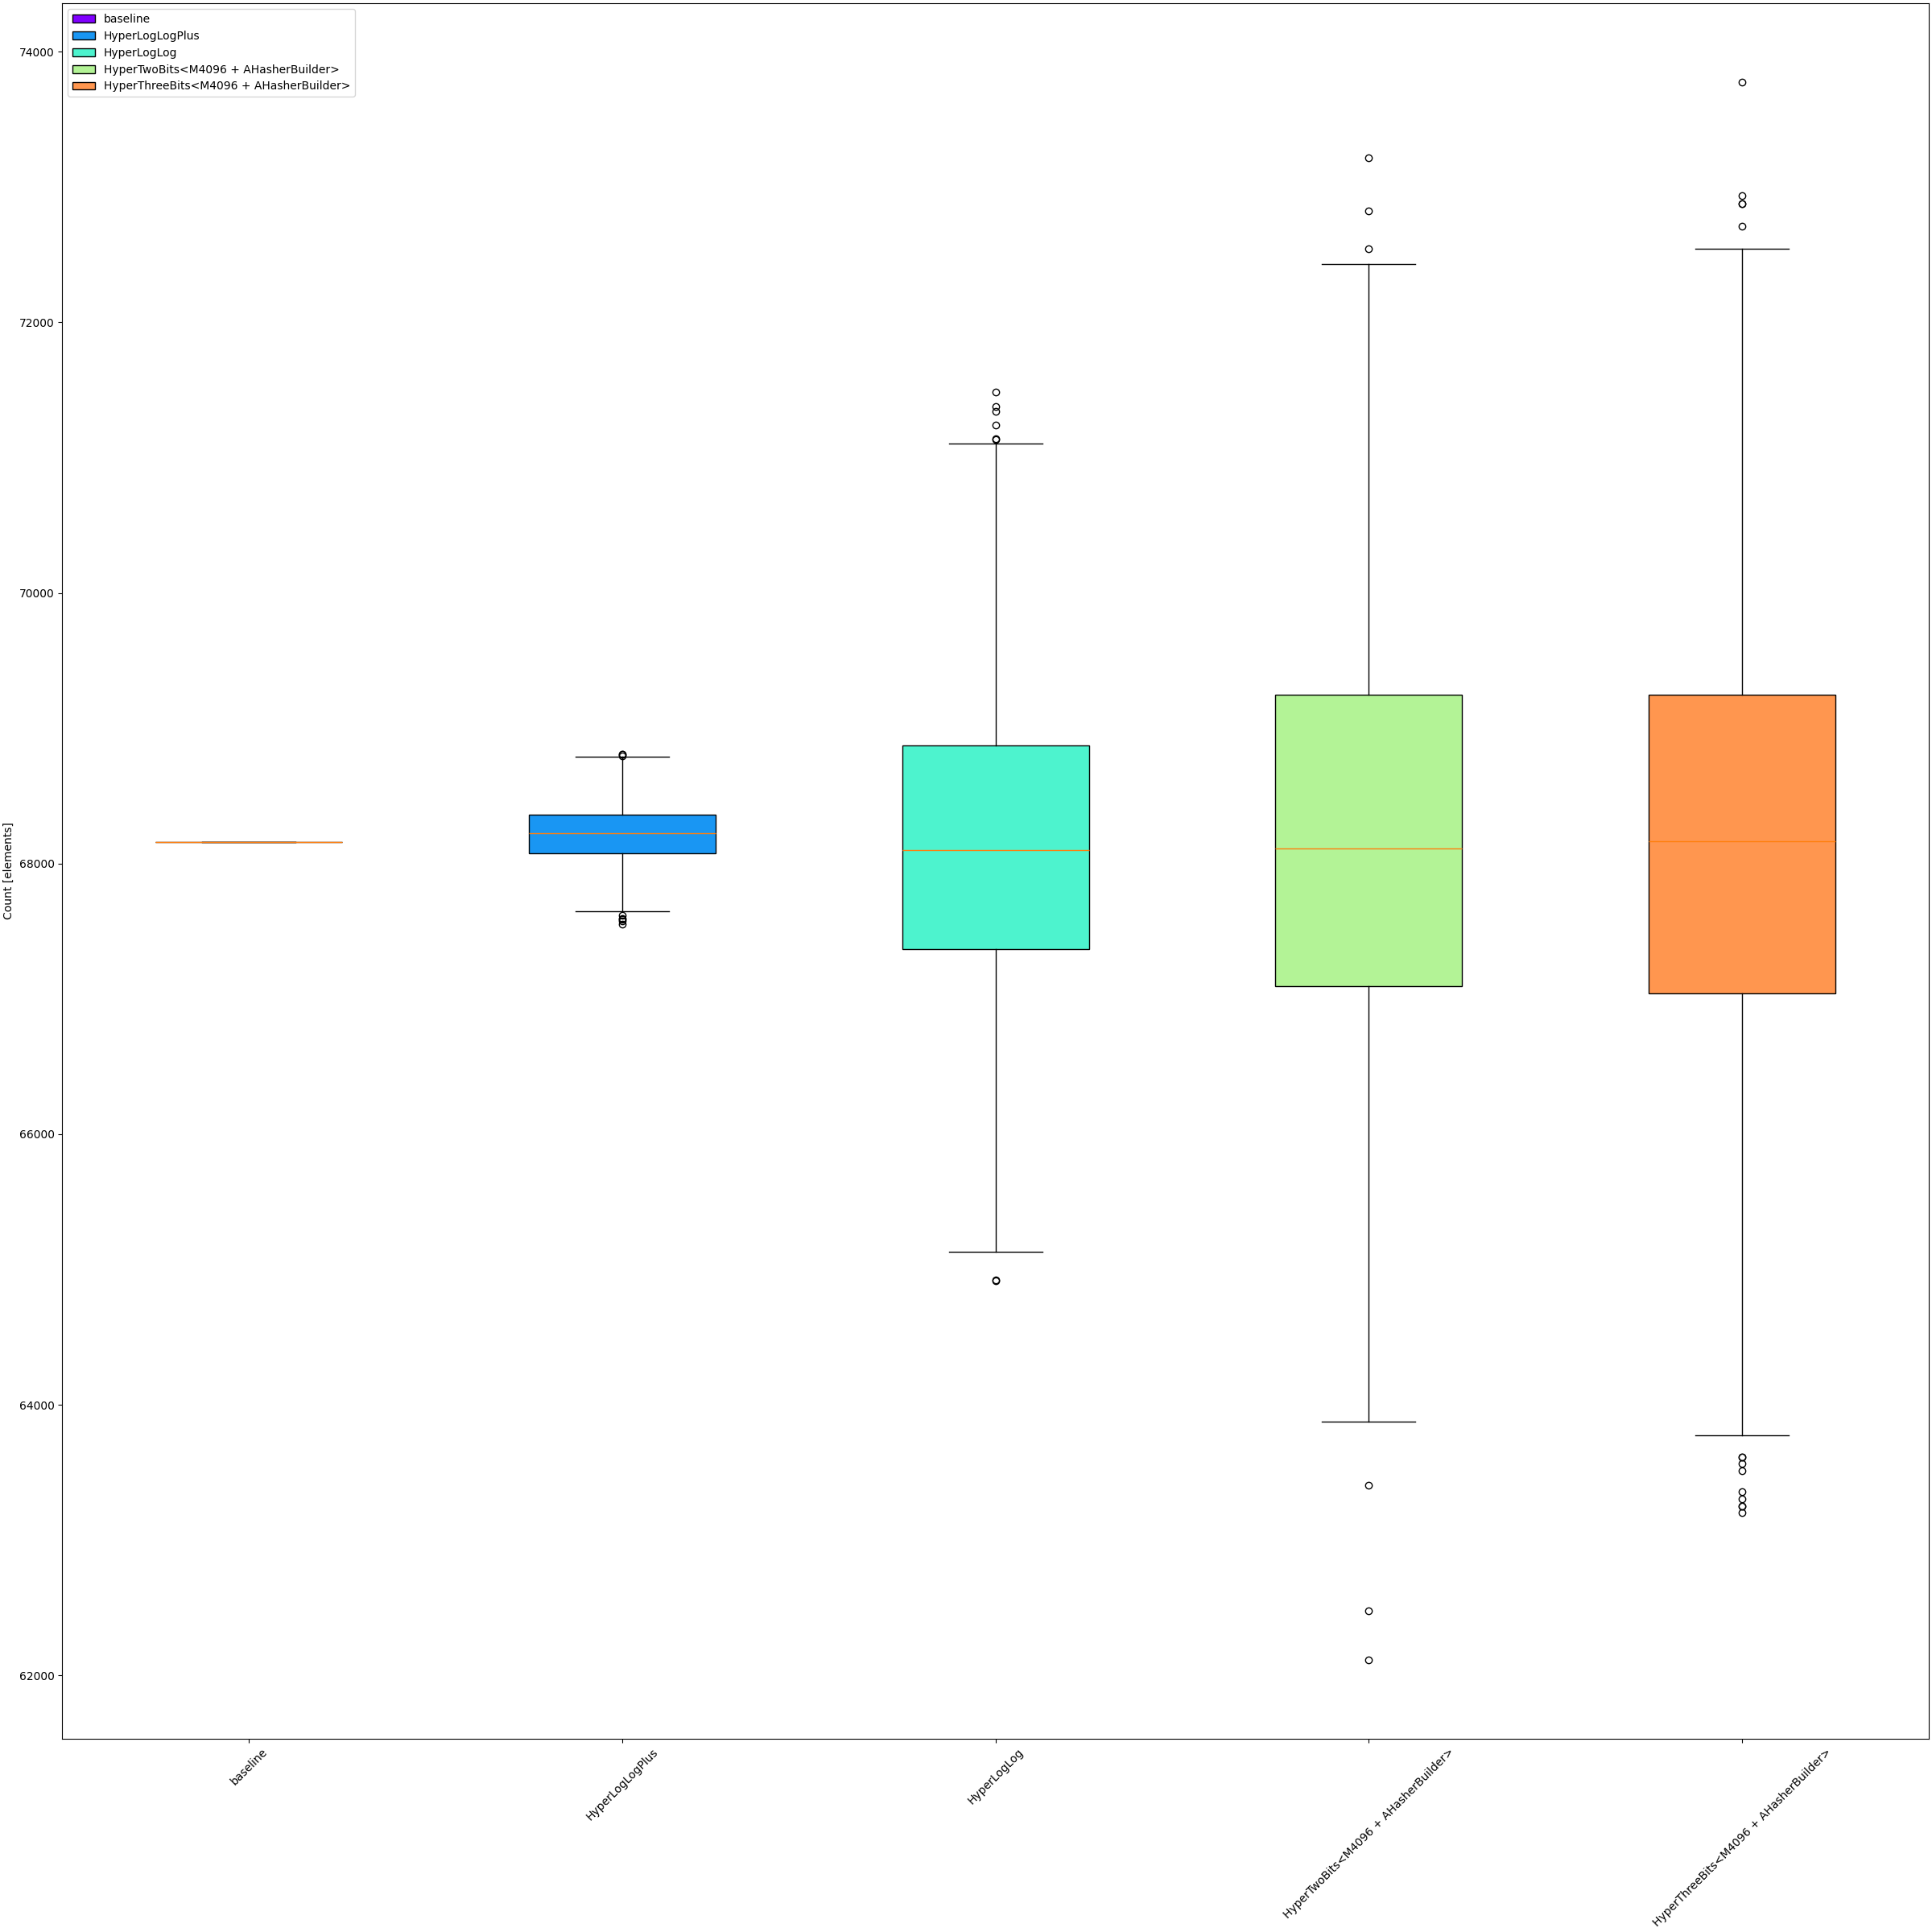 baseline
HyperLogLogPlus
HyperLogLog
HyperTwoBits<M4096 + AHasherBuilder>
HyperThreeBits<M4096 + AHasherBuilder>
74000
72000
70000
68000
66000
64000
62000
Count [elements]
baseline
HyperLogLogPlus
HyperLogLog
HyperTwoBits<M4096 + AHasherBuilder>
HyperThreeBits<M4096 + AHasherBuilder>